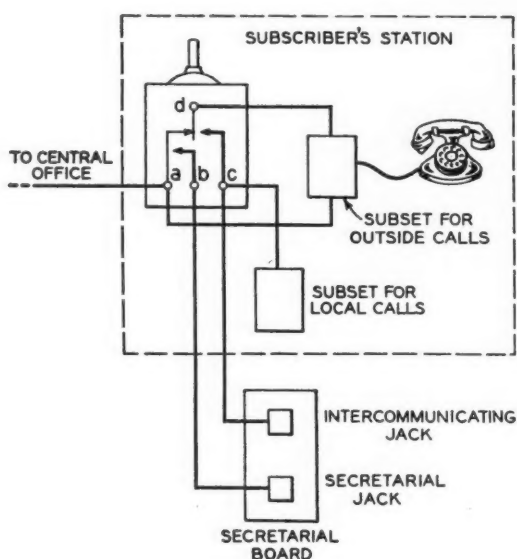 SUBSCRIBER'S STATION
d
TO CENTRAL
OFFICE
a b c
SUBSET FOR
OUTSIDE CALLS
SUBSET FOR
LOCAL CALLS
INTERCOMMUNICATING
JACK
SECRETARIAL
JACK
SECRETARIAL
BOARD